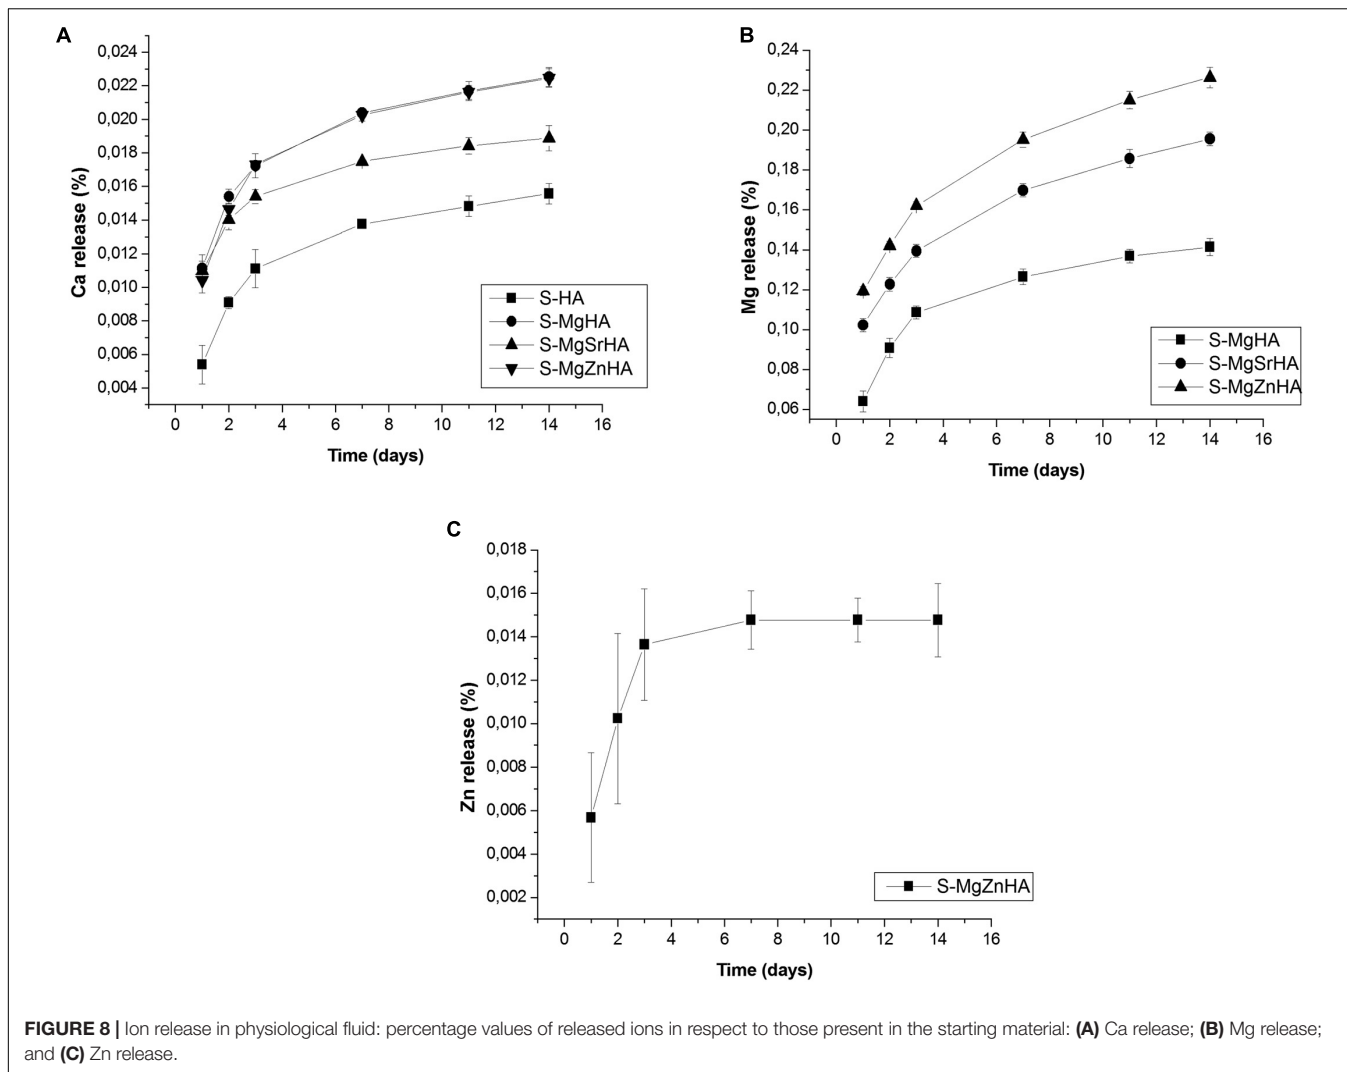 A
Ca release (%)
0,024
0,022
0,020
0,018
0,016
0,014
0,012
0,010
0,008
0,006
0,004
S-HA
S-MgHA
S-MgSrHA
S-MgZnHA
0 2 4 6 8 10 12 14 16
Time (days)
B
Mg release (%)
0,24
0,22
0,20
0,18
0,16
0,14
0,12
0,10
0,08
0,06
S-MgHA
S-MgSrHA
S-MgZnHA
0 2 4 6 8 10 12 14 16
Time (days)
C
Zn release (%)
0,018
0,016
0,014
0,012
0,010
0,008
0,006
0,004
0,002
S-MgZnHA
0 2 4 6 8 10 12 14 16
Time (days)
FIGURE 8 | Ion release in physiological fluid: percentage values of released ions in respect to those present in the starting material: (A) Ca release; (B) Mg release;
and (C) Zn release.